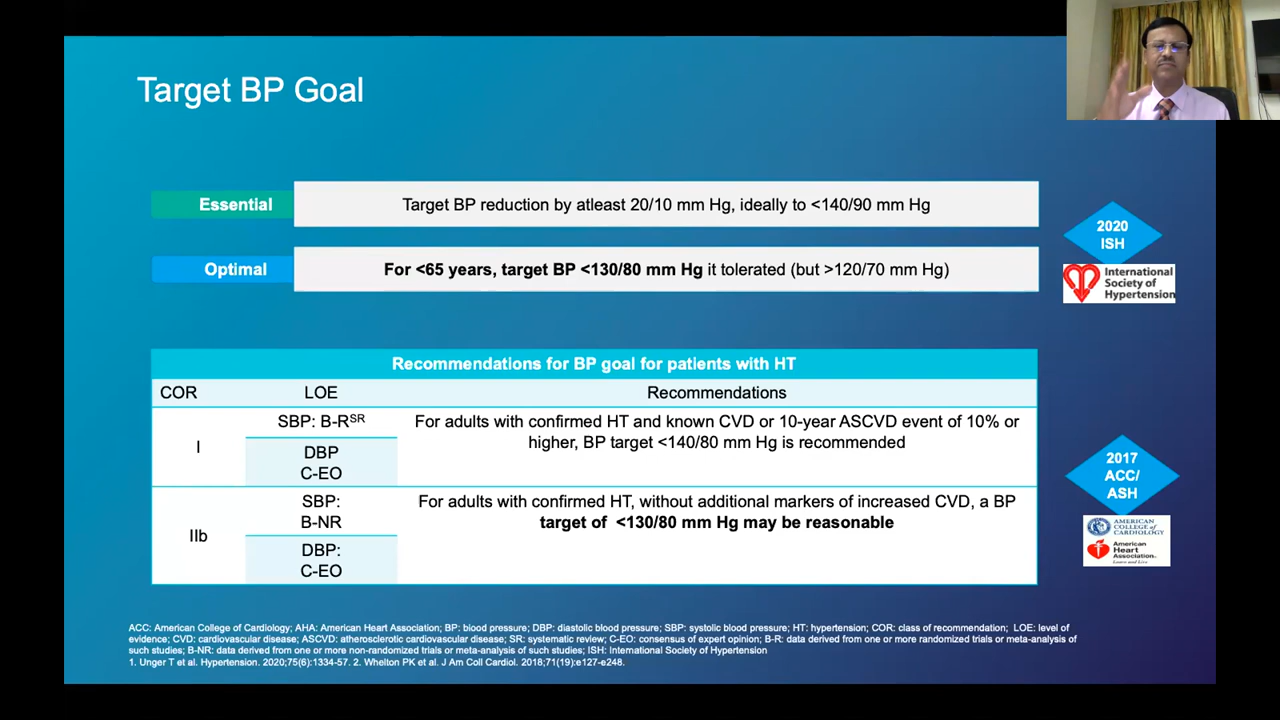 Target BP Goal
Essential
Target BP reduction by atleast 20/10 mm Hg, ideally to <140/90 mm Hg
Optimal
For <65 years, target BP <130/80 mm Hg it tolerated (but >120/70 mm Hg)
2020
ISH
International
Society of
Hypertension
Recommendations for BP goal for patients with HT
COR LOE Recommendations
I
SBP: B-RSR
DBP
C-EO
For adults with confirmed HT and known CVD or 10-year ASCVD event of 10% or
higher, BP target <140/80 mm Hg is recommended
IIb
SBP:
B-NR
DBP:
C-EO
For adults with confirmed HT, without additional markers of increased CVD, a BP
target of <130/80 mm Hg may be reasonable
2017
ACC/
ASH
AMERICAN
COLLEGE of
CARDIOLOGY
American
Heart
Association
Learn and Live
ACC: American College of Cardiology; AHA: American Heart Association; BP: blood pressure; DBP: diastolic blood pressure; SBP: systolic blood pressure; HT: hypertension; COR: class of recommendation; LOE: level of
evidence; CVD: cardiovascular disease; ASCVD: atherosclerotic cardiovascular disease; SR: systematic review; C-EO: consensus of expert opinion; B-R: data derived from one or more randomized trials or meta-analysis of
such studies; B-NR: data derived from one or more non-randomized trials or meta-analysis of such studies; ISH: International Society of Hypertension
1. Unger T et al. Hypertension. 2020;75(6):1334-57. 2. Whelton PK et al. J Am Coll Cardiol. 2018;71(19):e127-e248.